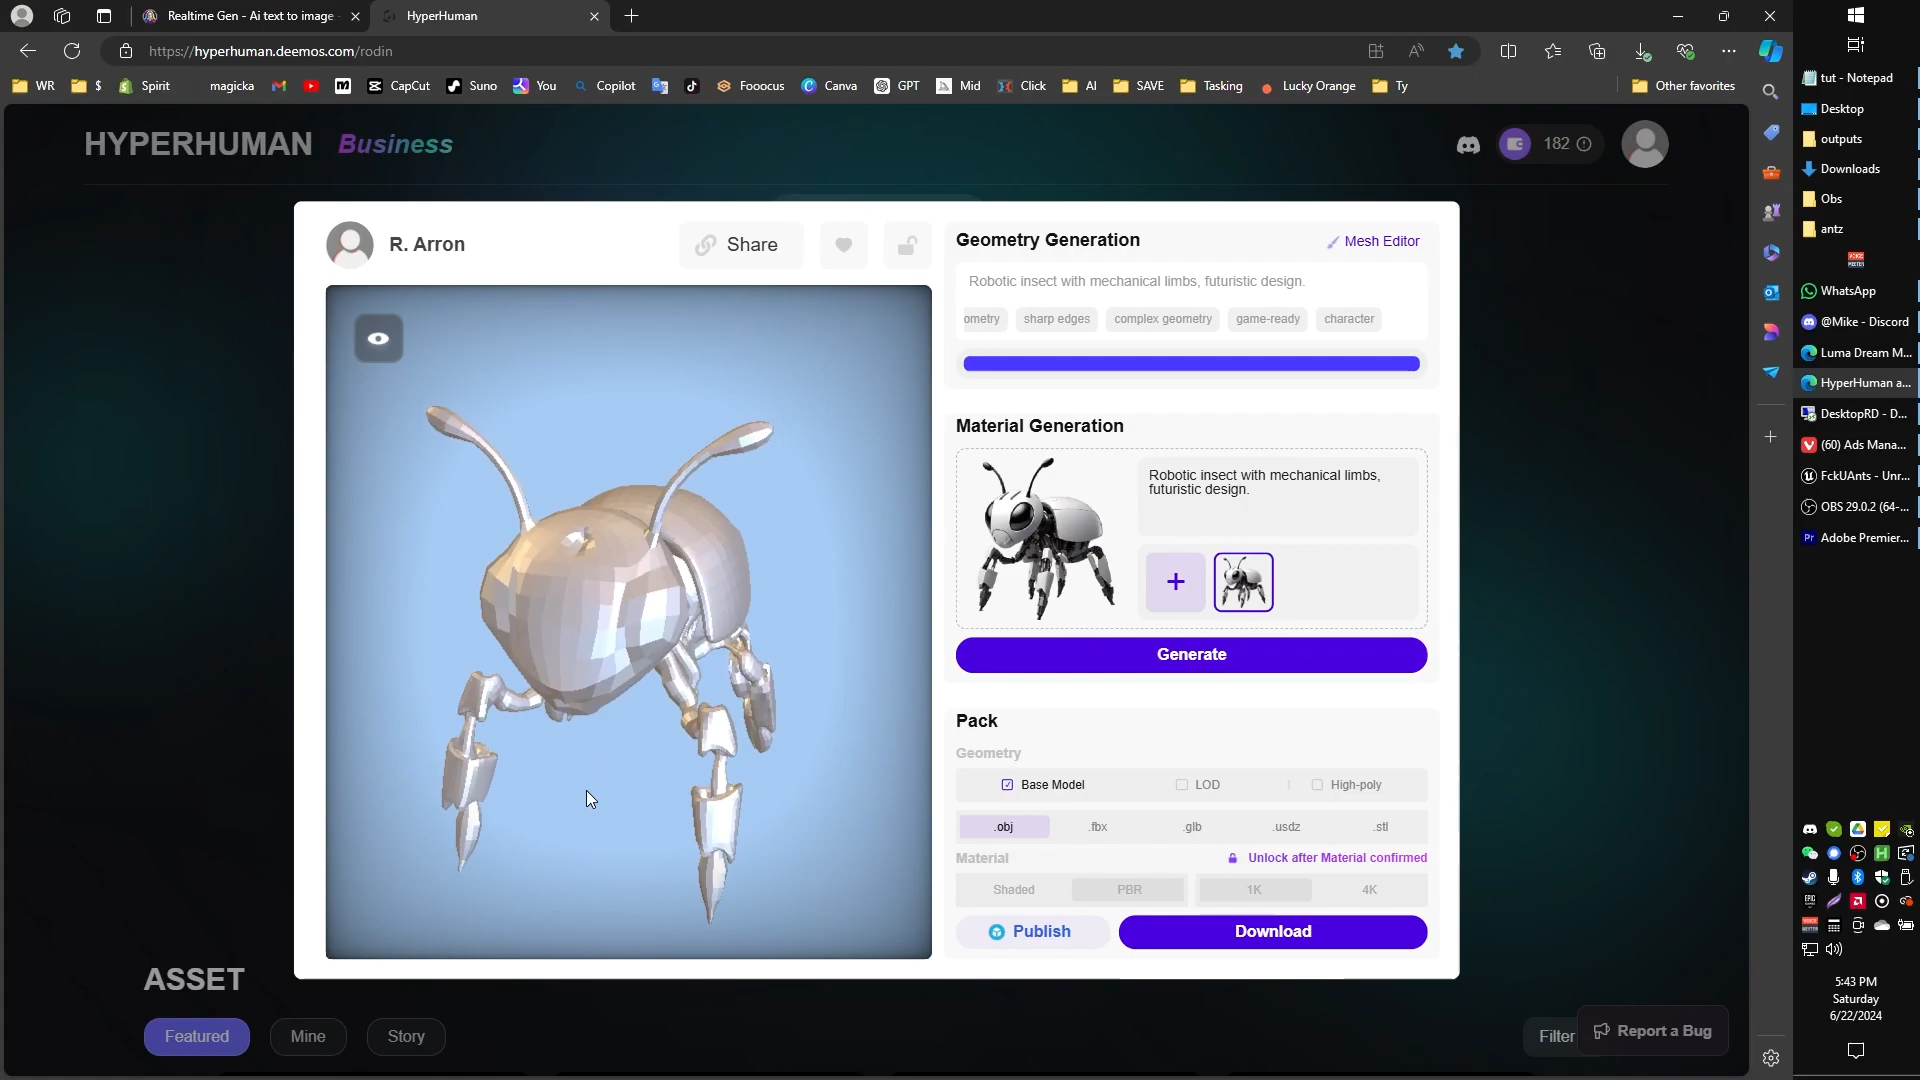 Realtime Gen - Ai text to image
HyperHuman
https://hyperhuman.deemos.com/rodin
WR
$
Spirit
magicka
CapCut
Suno
You
Copilot
Fooocus
Canva
GPT
Mid
Click
AI
SAVE
Tasking
Lucky Orange
Ty
Other favorites
HYPERHUMAN Business
182
R. Arron
Share
Geometry Generation
Mesh Editor
Robotic insect with mechanical limbs, futuristic design.
ometry
sharp edges
complex geometry
game-ready
character
Material Generation
Robotic insect with mechanical limbs,
futuristic design.
+
Generate
Pack
Geometry
Base Model
LOD
High-poly
.obj
.fbx
.glb
.usdz
.stl
Material
Unlock after Material confirmed
Shaded
PBR
1K
4K
Publish
Download
ASSET
Featured
Mine
Story
Filter
Report a Bug
tut - Notepad
Desktop
outputs
Downloads
Obs
antz
WhatsApp
@Mike - Discord
Luma Dream M...
HyperHuman a...
DesktopRD - D...
(60) Ads Mana...
FckUAnts - Unr...
OBS 29.0.2 (64-...
Adobe Premier...
5:43 PM
Saturday
6/22/2024